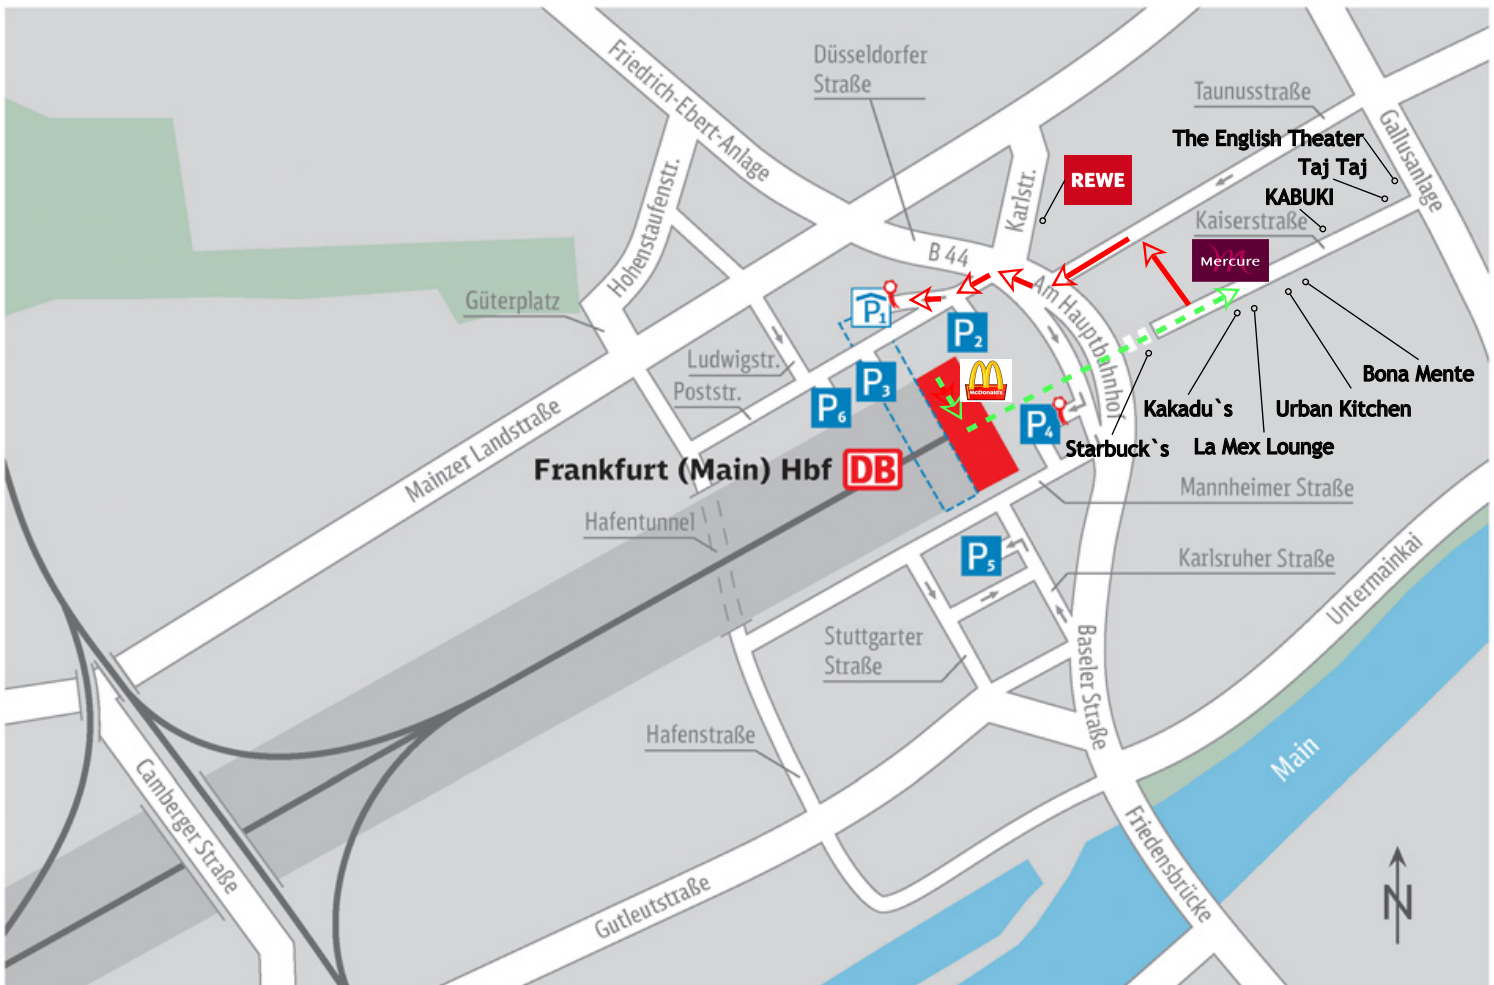 Düsseldorfer
Straße
Friedrich-Ebert-Anlage
Taunusstraße
Gallusanlage
The English Theater
Taj Taj
KABUKI
REWE
Karlstr.
Hohenstaufenstr.
Kaiserstraße
B 44
Mercure
Am Hauptbahnhof
Güterplatz
P1
P2
Ludwigstr.
Poststr.
P3
McDonald's
P6
P4
Bona Mente
Kakadu`s
Urban Kitchen
Starbuck`s
La Mex Lounge
Mainzer Landstraße
Frankfurt (Main) Hbf
DB
Mannheimer Straße
Hafentunnel
P5
Karlsruher Straße
Untermainkai
Stuttgarter
Straße
Baseler Straße
Hafenstraße
Main
Camberger Straße
Friedensbrücke
Gutleutstraße
N